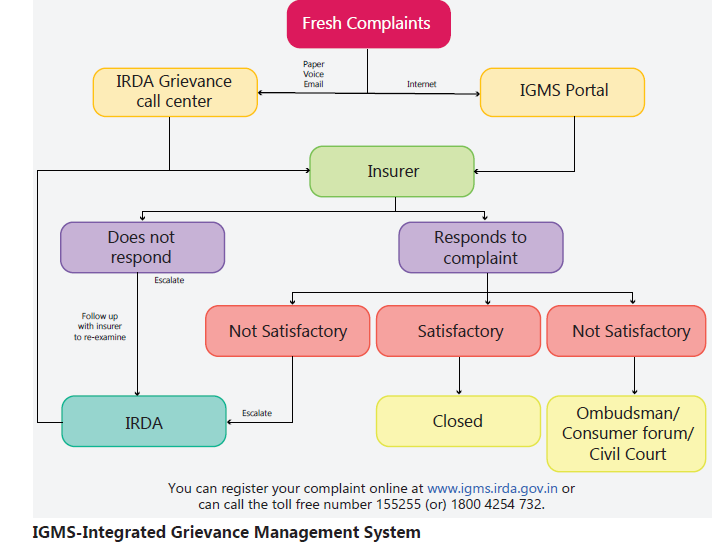 Fresh Complaints
Paper
Voice
Email
Internet
IRDA Grievance
call center
IGMS Portal
Insurer
Does not
respond
Responds to
complaint
Escalate
Follow up
with insurer
to re-examine
Not Satisfactory
Satisfactory
Not Satisfactory
IRDA
Escalate
Closed
Ombudsman/
Consumer forum/
Civil Court
You can register your complaint online at www.igms.irda.gov.in or
can call the toll free number 155255 (or) 1800 4254 732.
IGMS-Integrated Grievance Management System